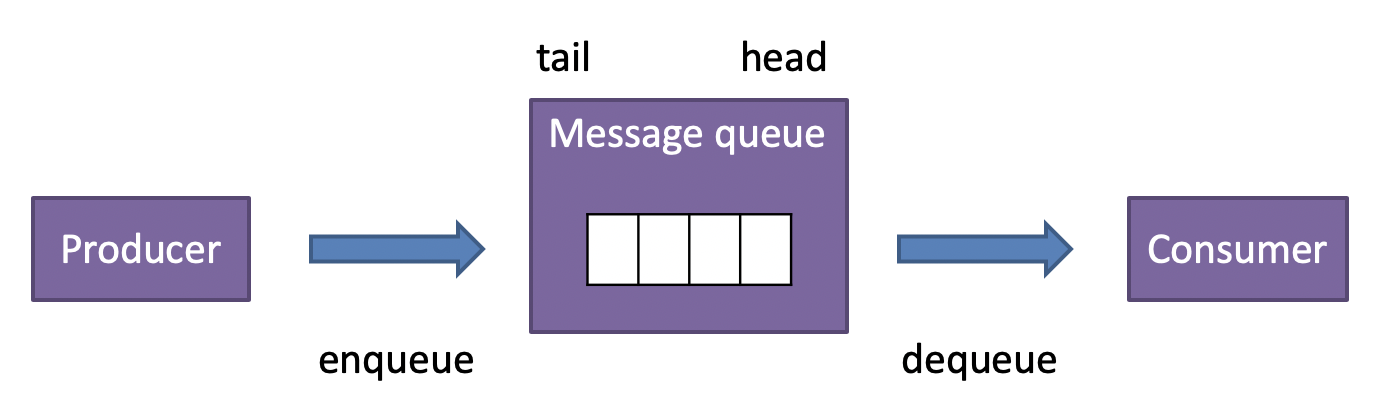 tail
head
Message queue
Producer
Consumer
enqueue
dequeue